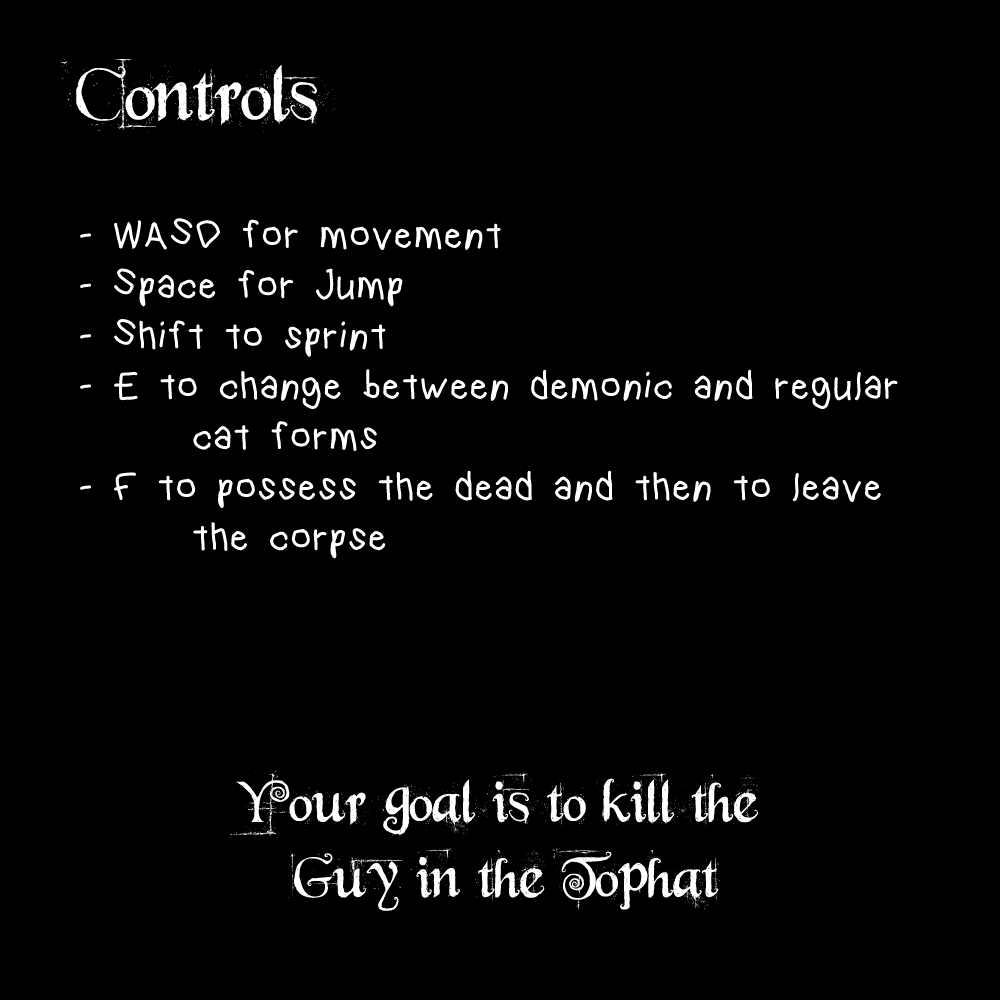 Controls
- WASD for movement
- Space for Jump
- Shift to sprint
- E to change between demonic and regular
cat forms
- F to possess the dead and then to leave
the corpse
Your goal is to kill the
Guy in the Tophat